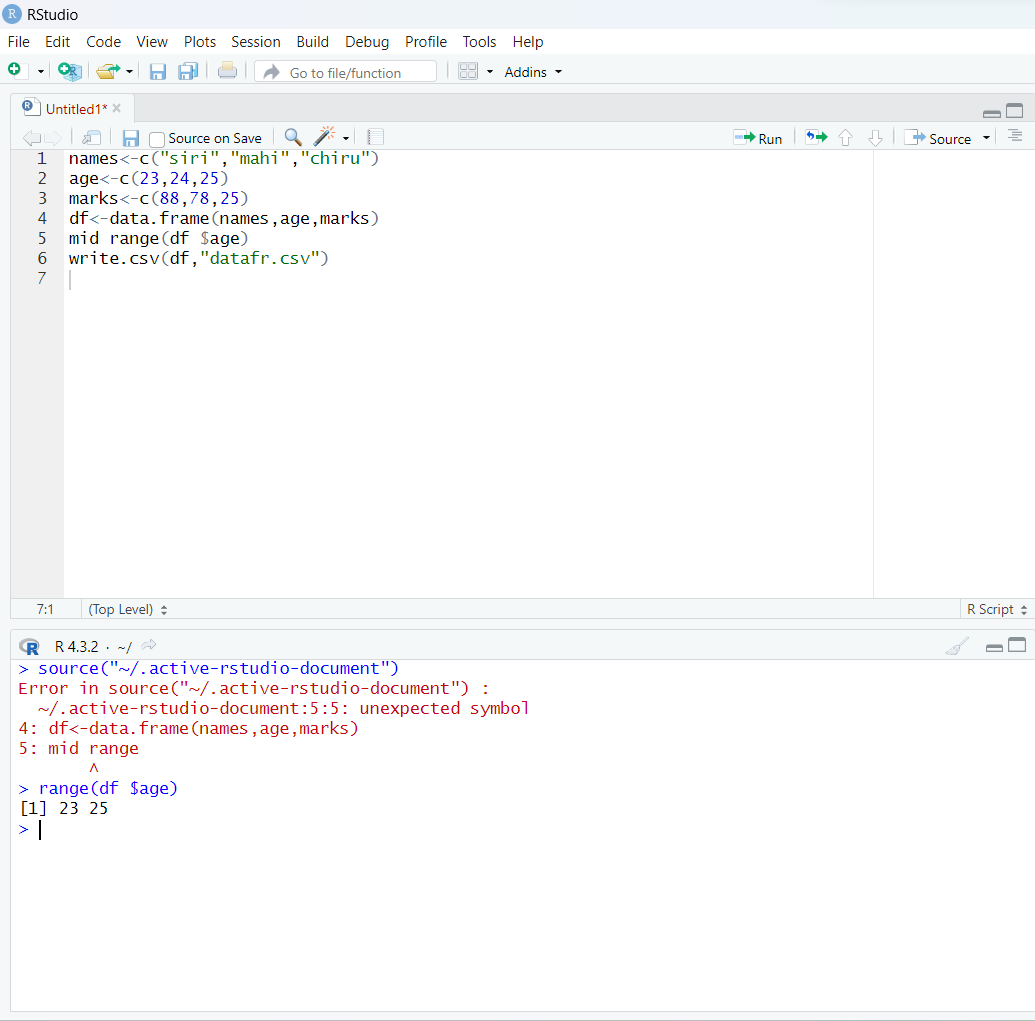 RStudio
File Edit Code View Plots Session Build Debug Profile Tools Help
Go to file/function Addins
Untitled1*
Source on Save Run Source
1 names<-c("siri","mahi","chiru")
2 age<-c(23,24,25)
3 marks<-c(88,78,25)
4 df<-data.frame(names,age,marks)
5 mid range(df $age)
6 write.csv(df,"datafr.csv")
7
7:1 (Top Level) R Script
R R 4.3.2 · ~/
> source("~/.active-rstudio-document")
Error in source("~/.active-rstudio-document") :
~/.active-rstudio-document:5:5: unexpected symbol
4: df<-data.frame(names,age,marks)
5: mid range
^
> range(df $age)
[1] 23 25
>